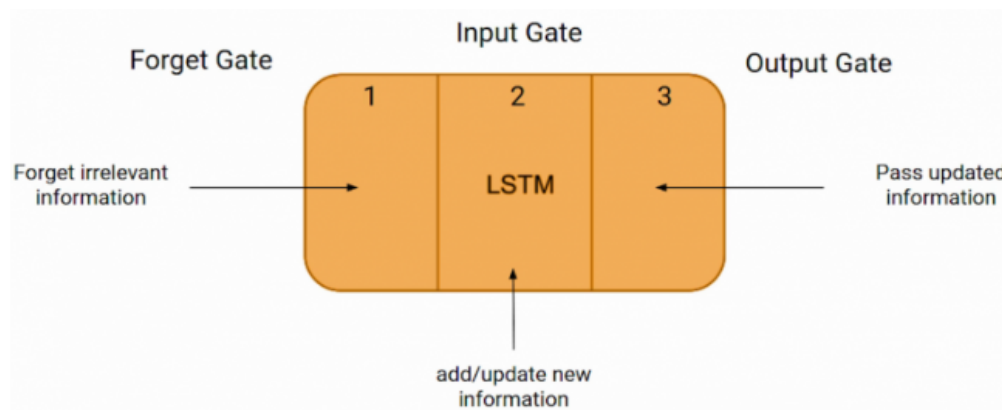 Input Gate
Forget Gate
Output Gate
1
2
3
Forget irrelevant
information
LSTM
Pass updated
information
add/update new
information